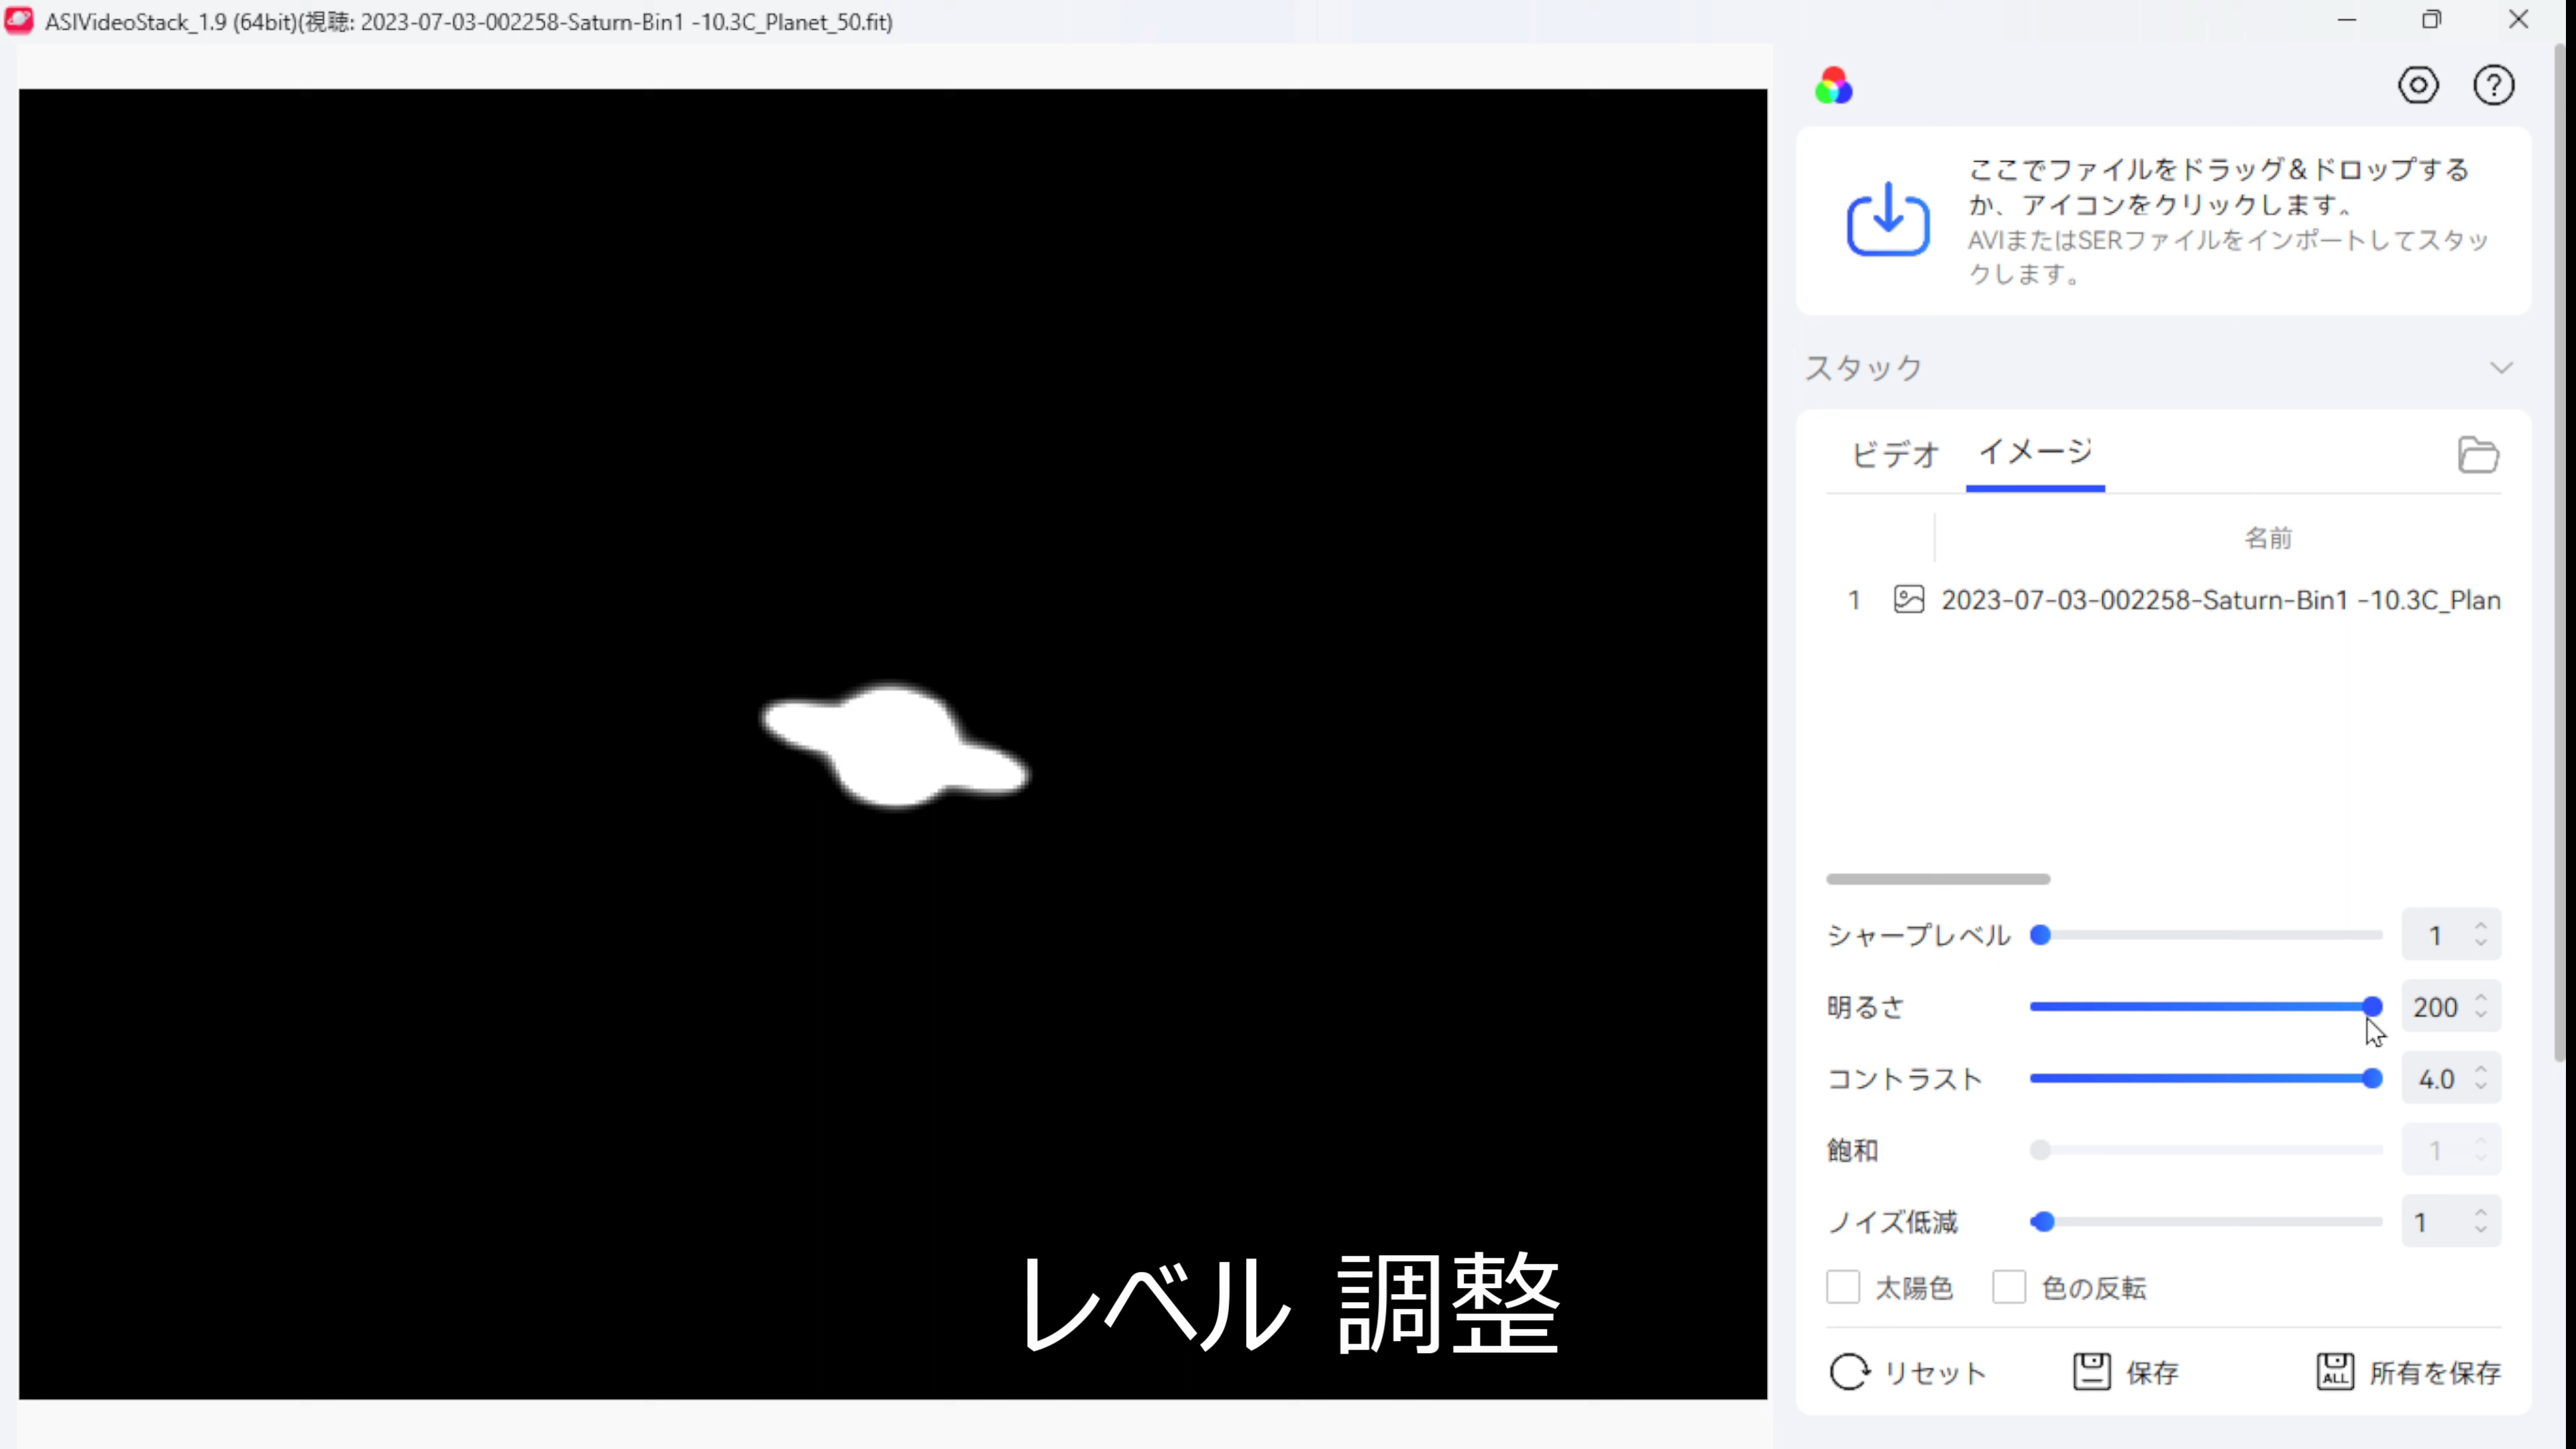 ASIVideoStack_1.9 (64bit)(視聴: 2023-07-03-002258-Saturn-Bin1 -10.3C_Planet_50.fit)
ここでファイルをドラッグ&ドロップする
か、アイコンをクリックします。
AVIまたはSERファイルをインポートしてスタッ
クします。
スタック
ビデオ イメージ
名前
1 2023-07-03-002258-Saturn-Bin1 -10.3C_Plan
シャープレベル 1
明るさ 200
コントラスト 4.0
飽和 1
ノイズ低減 1
太陽色 色の反転
リセット 保存 ALL 所有を保存
レベル 調整